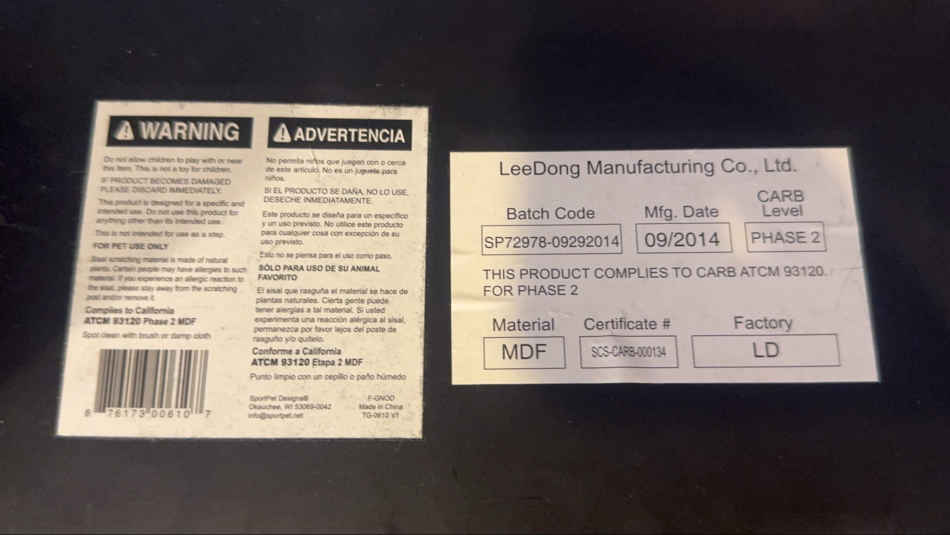 WARNING
Do not allow children to play with or near
this item. This is not a toy for children.
IF PRODUCT BECOMES DAMAGED
PLEASE DISCARD IMMEDIATELY.
This product is designed for a specific and
intended use. Do not use this product for
anything other than its intended use.
This is not intended for use as a step.
FOR PET USE ONLY
Sisal scratching material is made of natural
plants. Certain people may have allergies to such
material. If you experience an allergic reaction to
the sisal, please stay away from the scratching
post and/or remove it.
Complies to California
ATCM 93120 Phase 2 MDF
Spot clean with brush or damp cloth
8 76173 00610 7
ADVERTENCIA
No permita niños que juegen con o cerca
de este artículo. No es un juguete para
niños.
SI EL PRODUCTO SE DAÑA, NO LO USE,
DESECHE INMEDIATAMENTE.
Este producto se diseña para un específico
y un uso previsto. No utilice este producto
para cualquier cosa con excepción de su
uso previsto.
Esto no se piensa para el uso como paso.
SÓLO PARA USO DE SU ANIMAL
FAVORITO
El sisal que rasguña el material se hace de
plantas naturales. Cierta gente puede
tener alergias a tal material. Si usted
experimenta una reacción alérgica al sisal,
permanezca por favor lejos del poste de
rasguño y/o quítelo.
Conforme a California
ATCM 93120 Etapa 2 MDF
Punto limpio con un cepillo o paño húmedo
SportPet Designs®
Okauchee, WI 53069-0042
info@sportpet.net
F-GNOD
Made in China
TG-0610 V1
LeeDong Manufacturing Co., Ltd.
Batch Code
SP72978-09292014
Mfg. Date
09/2014
CARB
Level
PHASE 2
THIS PRODUCT COMPLIES TO CARB ATCM 93120.
FOR PHASE 2
Material
MDF
Certificate #
SCS-CARB-000134
Factory
LD